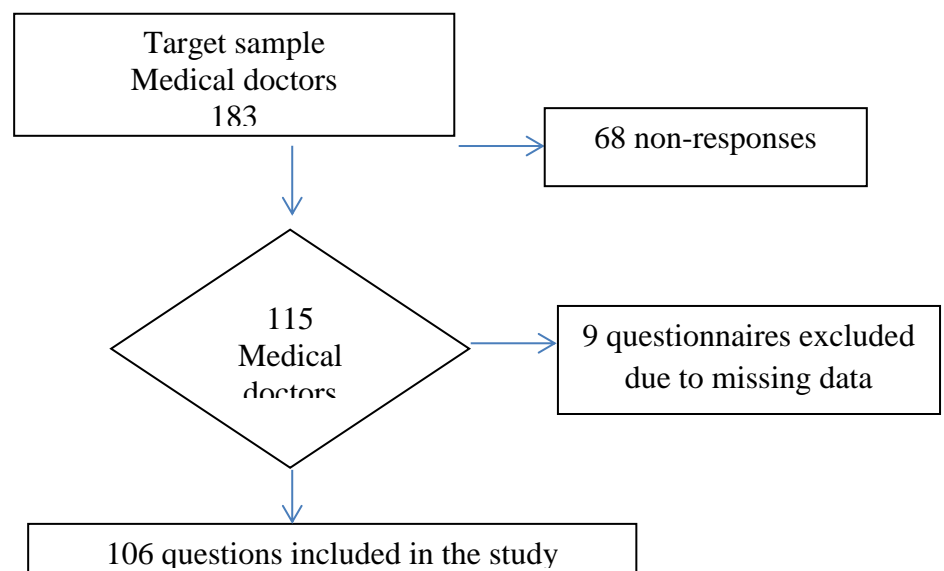 Target sample
Medical doctors
183
68 non-responses
115
Medical
doctors
9 questionnaires excluded
due to missing data
106 questions included in the study